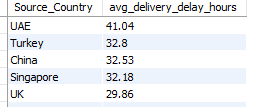 Source_Country avg_delivery_delay_hours
UAE 41.04
Turkey 32.8
China 32.53
Singapore 32.18
UK 29.86